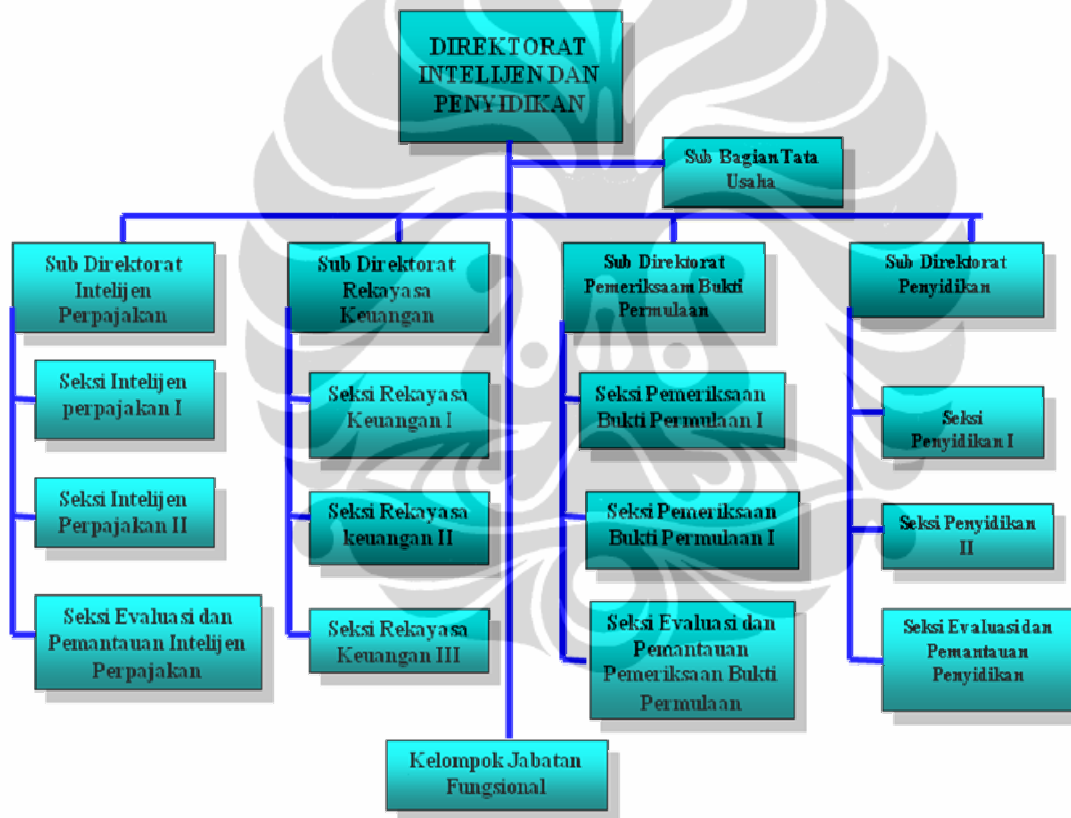 DIREKTORAT
INTELIJEN DAN
PENYIDIKAN
Sub Bagian Tata
Usaha
Sub Direktorat
Intelijen
Perpajakan
Sub Direktorat
Rekayasa
Keuangan
Sub Direktorat
Pemeriksaam Bukti
Permulaan
Sub Direktorat
Penyidikan
Seksi Intelijen
perpajakan I
Seksi Rekayasa
Keuangan I
Seksi Pemeriksaan
Bukti Permulaan I
Seksi
Penyidikan I
Seksi Intelijen
Perpajakan II
Seksi Rekayasa
keuangan II
Seksi Pemeriksaan
Bukti Permulaan I
Seksi Penyidikan
II
Seksi Evaluasi dan
Pemantauan Intelijen
Perpajakan
Seksi Rekayasa
Keuangan III
Seksi Evaluasi dan
Pemantauan
Pemeriksaan Bukti
Permulaan
Seksi Evaluasi dan
Pemantauan
Penyidikan
Kelompok Jabatan
Fungsional